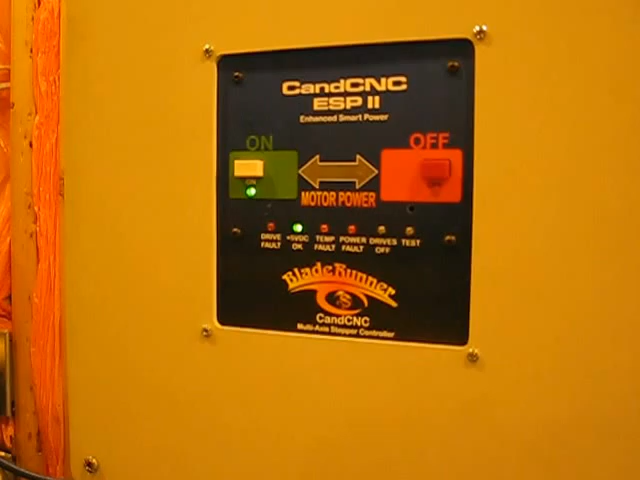 CandCNC
ESP II
Enhanced Smart Power
ON
OFF
ON
MOTOR POWER
DRIVE FAULT
+5VDC OK
TEMP FAULT
POWER FAULT
DRIVES OFF
TEST
BladeRunner
CandCNC
Multi-Axis Stepper Controller